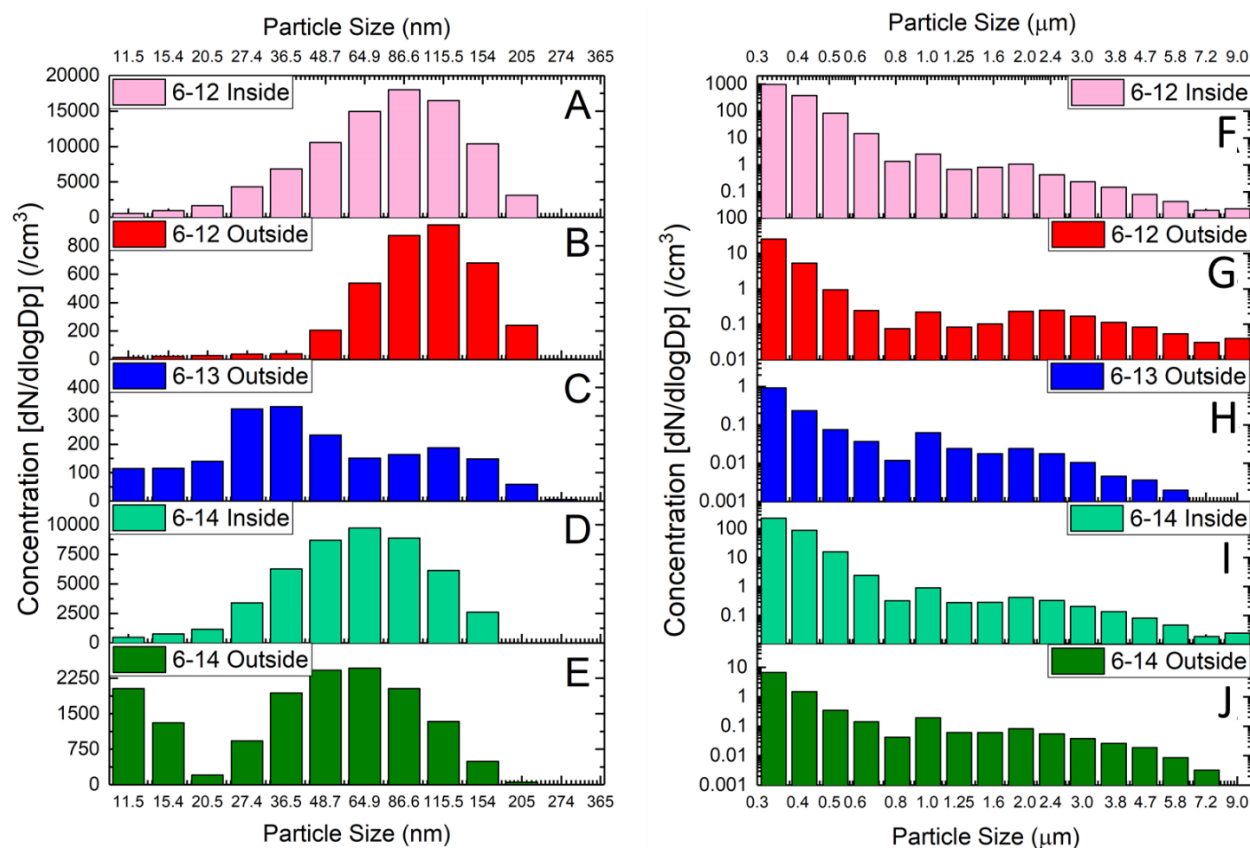 Particle Size (nm)
11.5 15.4 20.5 27.4 36.5 48.7 64.9 86.6 115.5 154 205 274 365
Concentration [dN/dlogDp] (/cm³)
20000
15000
10000
5000
0
6-12 Inside
A
800
600
400
200
0
6-12 Outside
B
400
300
200
100
0
6-13 Outside
C
10000
7500
5000
2500
0
6-14 Inside
D
2250
1500
750
0
6-14 Outside
E
11.5 15.4 20.5 27.4 36.5 48.7 64.9 86.6 115.5 154 205 274 365
Particle Size (nm)
Particle Size (μm)
0.3 0.4 0.5 0.6 0.8 1.0 1.25 1.6 2.0 2.4 3.0 3.8 4.7 5.8 7.2 9.0
Concentration [dN/dlogDp] (/cm³)
1000
100
10
1
0.1
6-12 Inside
F
100
10
1
0.1
0.01
6-12 Outside
G
1
0.1
0.01
0.001
6-13 Outside
H
100
10
1
0.1
6-14 Inside
I
10
1
0.1
0.01
0.001
6-14 Outside
J
0.3 0.4 0.5 0.6 0.8 1.0 1.25 1.6 2.0 2.4 3.0 3.8 4.7 5.8 7.2 9.0
Particle Size (μm)